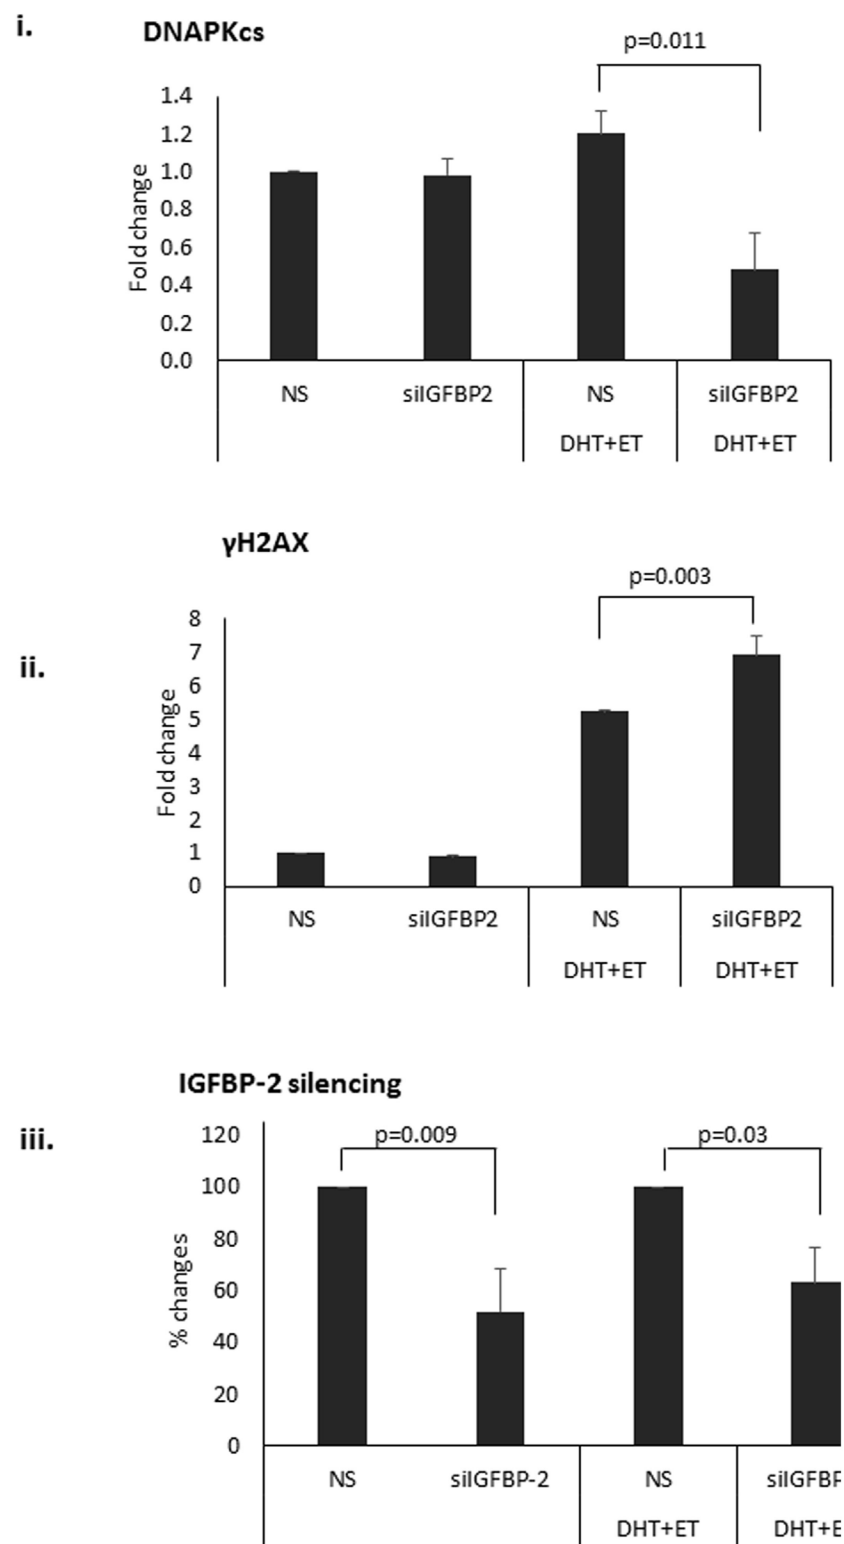 i.
DNAPKcs
p=0.011
Fold change
1.4
1.2
1.0
0.8
0.6
0.4
0.2
0.0
NS siIGFBP2 NS siIGFBP2
DHT+ET DHT+ET
γH2AX
p=0.003
ii.
Fold change
8
7
6
5
4
3
2
1
0
NS siIGFBP2 NS siIGFBP2
DHT+ET DHT+ET
IGFBP-2 silencing
iii.
p=0.009 p=0.03
% changes
120
100
80
60
40
20
0
NS siIGFBP-2 NS siIGFBP
DHT+ET DHT+E